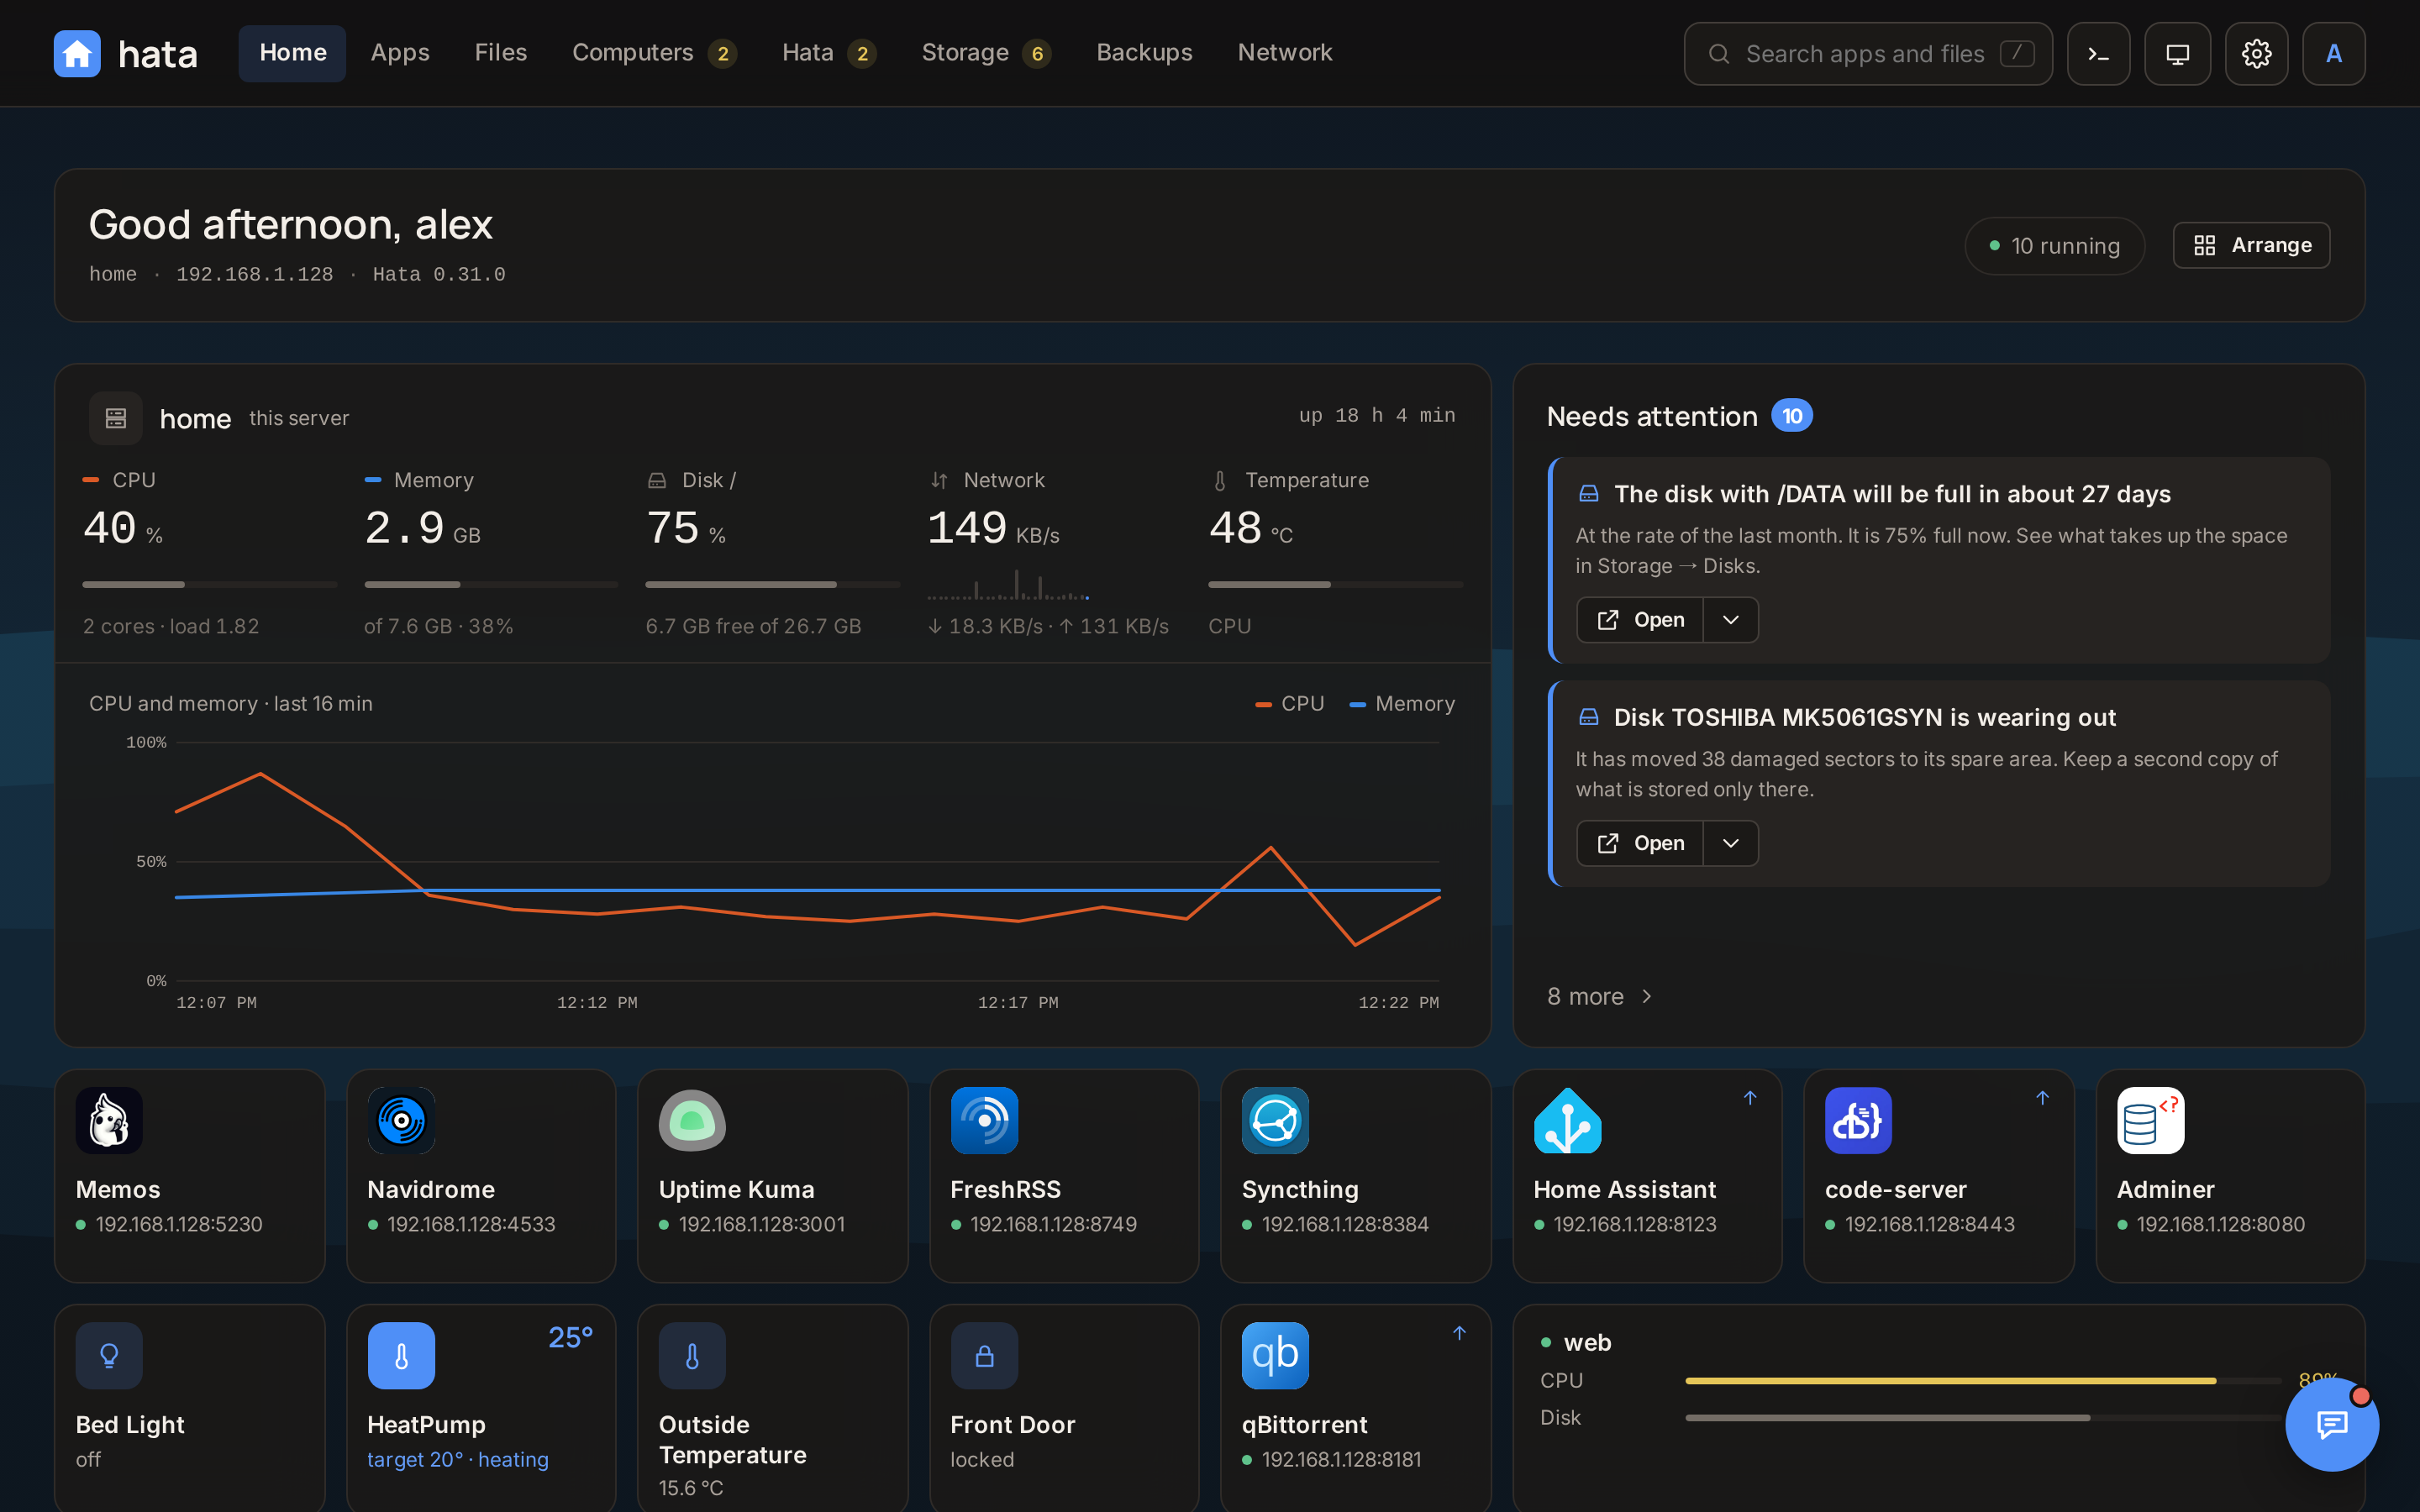 hata Home Apps Files Computers 2 Hata 2 Storage 6 Backups Network Search apps and files / A
Good afternoon, alex
home · 192.168.1.128 · Hata 0.31.0
10 running Arrange
home this server up 18 h 4 min
CPU Memory Disk / Network Temperature
40 % 2.9 GB 75 % 149 KB/s 48 °C
2 cores · load 1.82 of 7.6 GB · 38% 6.7 GB free of 26.7 GB ↓ 18.3 KB/s · ↑ 131 KB/s CPU
CPU and memory · last 16 min CPU Memory
100%
50%
0%
12:07 PM 12:12 PM 12:17 PM 12:22 PM
Needs attention 10
The disk with /DATA will be full in about 27 days
At the rate of the last month. It is 75% full now. See what takes up the space
in Storage → Disks.
Open
Disk TOSHIBA MK5061GSYN is wearing out
It has moved 38 damaged sectors to its spare area. Keep a second copy of
what is stored only there.
Open
8 more
Memos Navidrome Uptime Kuma FreshRSS Syncthing Home Assistant code-server Adminer
192.168.1.128:5230 192.168.1.128:4533 192.168.1.128:3001 192.168.1.128:8749 192.168.1.128:8384 192.168.1.128:8123 192.168.1.128:8443 192.168.1.128:8080
25° qb
Bed Light
off
HeatPump
target 20° · heating
Outside
Temperature
15.6 °C
Front Door
locked
qBittorrent
192.168.1.128:8181
web
CPU
Disk